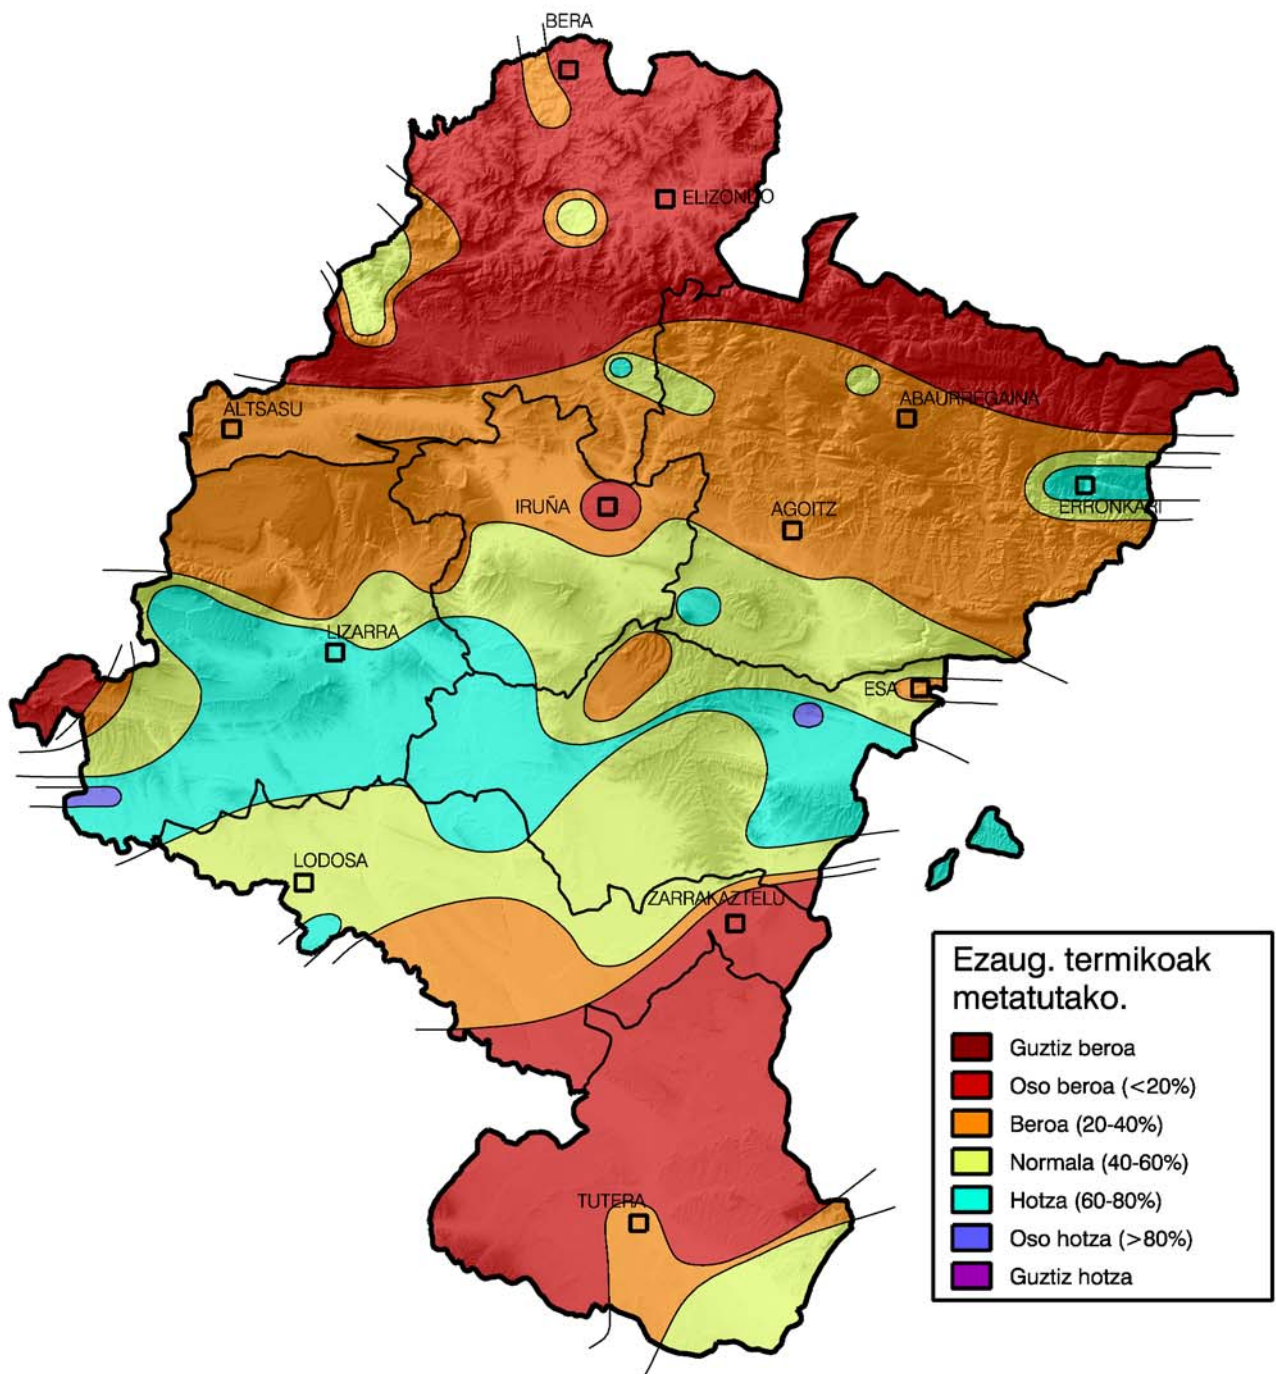 BERA
ELIZONDO
ALTSASU
ABAURREGAINA
IRUÑA
AGOITZ
ERRONKARI
LIZARRA
ESA
LODOSA
ZARRAKAZTELU
TUTERA
Ezaug. termikoak
metatutako.
Guztiz beroa
Oso beroa (<20%)
Beroa (20-40%)
Normala (40-60%)
Hotza (60-80%)
Oso hotza (>80%)
Guztiz hotza